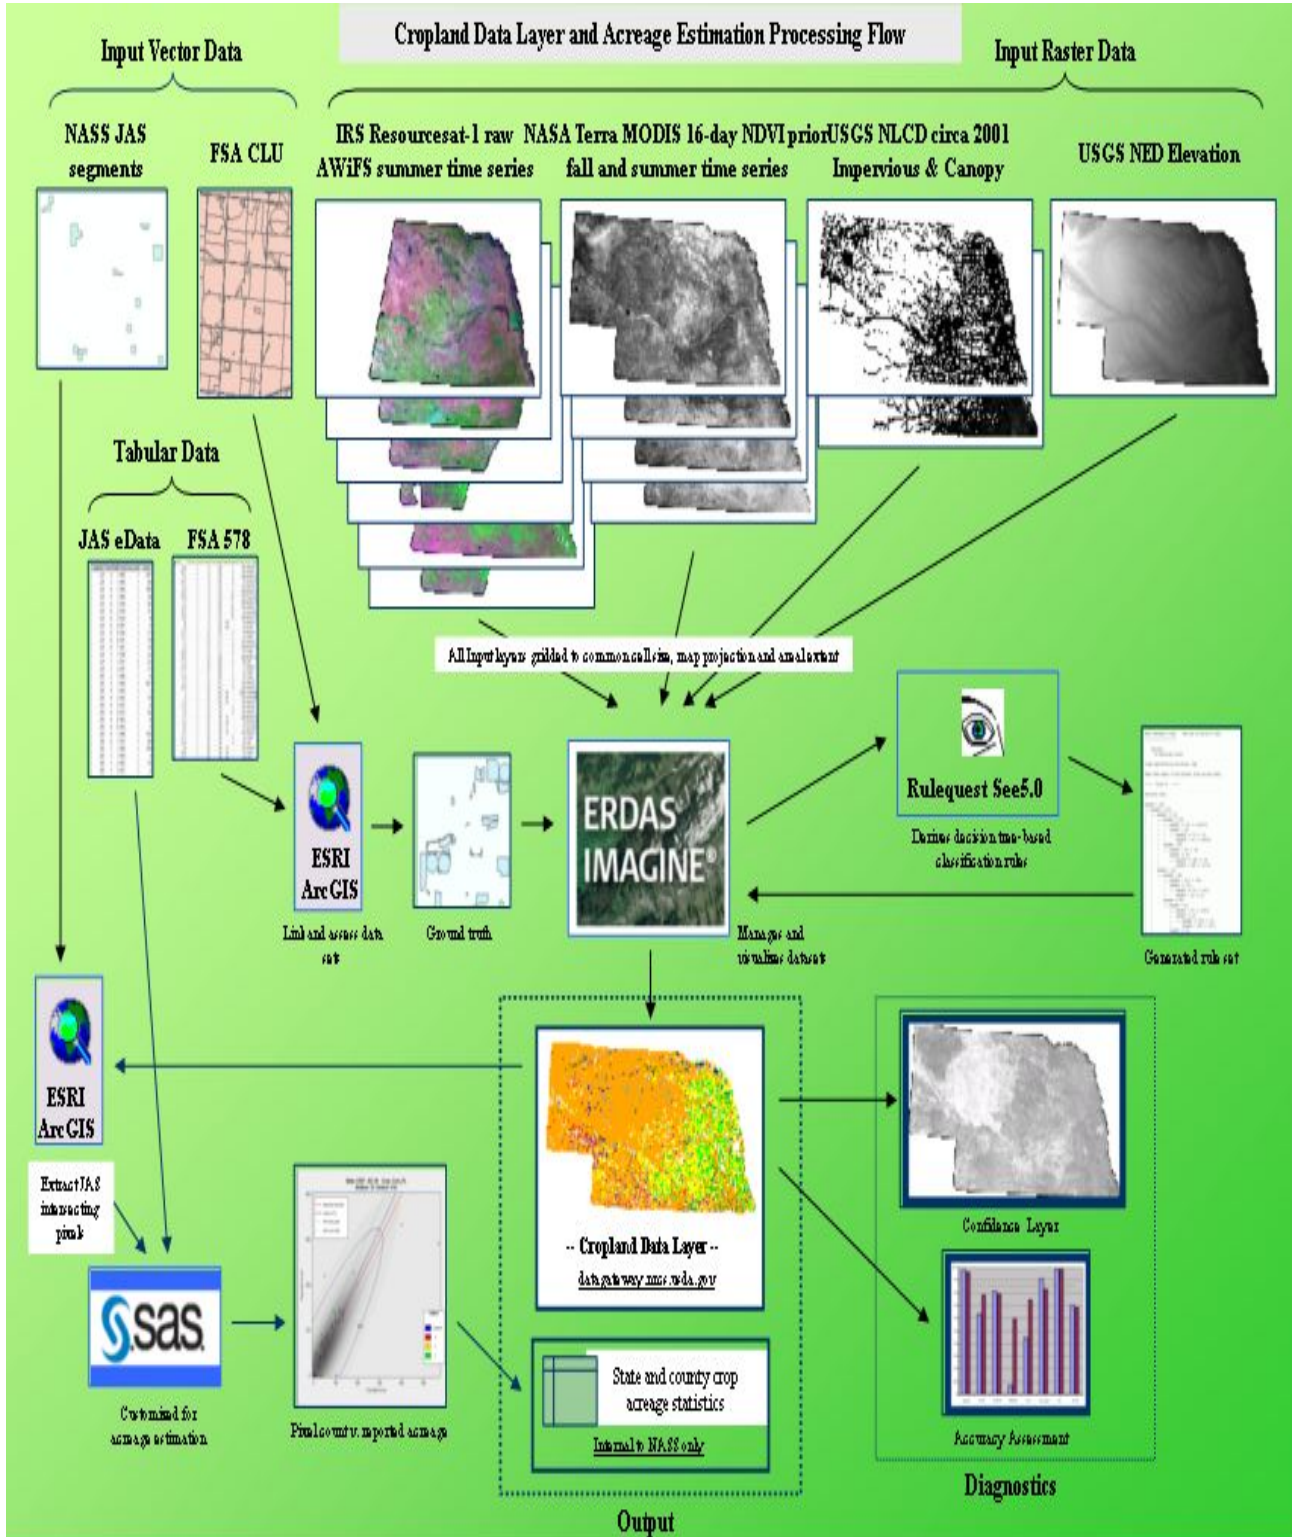 Cropland Data Layer and Acreage Estimation Processing Flow
Input Vector Data
Input Raster Data
NASS JAS
segments
FSA CLU
IRS Resourcesat-1 raw
AWiFS summer time series
NASA Terra MODIS 16-day NDVI prior
fall and summer time series
USGS NLCD circa 2001
Impervious & Canopy
USGS NED Elevation
Tabular Data
JAS eData
FSA 578
All Input layers gridded to common cell size, map projection and areal extent
ESRI
ArcGIS
Link and assess data
sets
Ground truth
ERDAS
IMAGINE®
Manages and
visualizes datasets
Rulequest See5.0
Derives decision tree-based
classification rules
Generated rule set
ESRI
ArcGIS
Extract JAS
intersecting
pixels
sas.
Customized for
acreage estimation
Pixel count v. reported acreage
-- Cropland Data Layer --
datagateway.nrcs.usda.gov
State and county crop
acreage statistics
Internal to NASS only
Output
Confidence Layer
Accuracy Assessment
Diagnostics